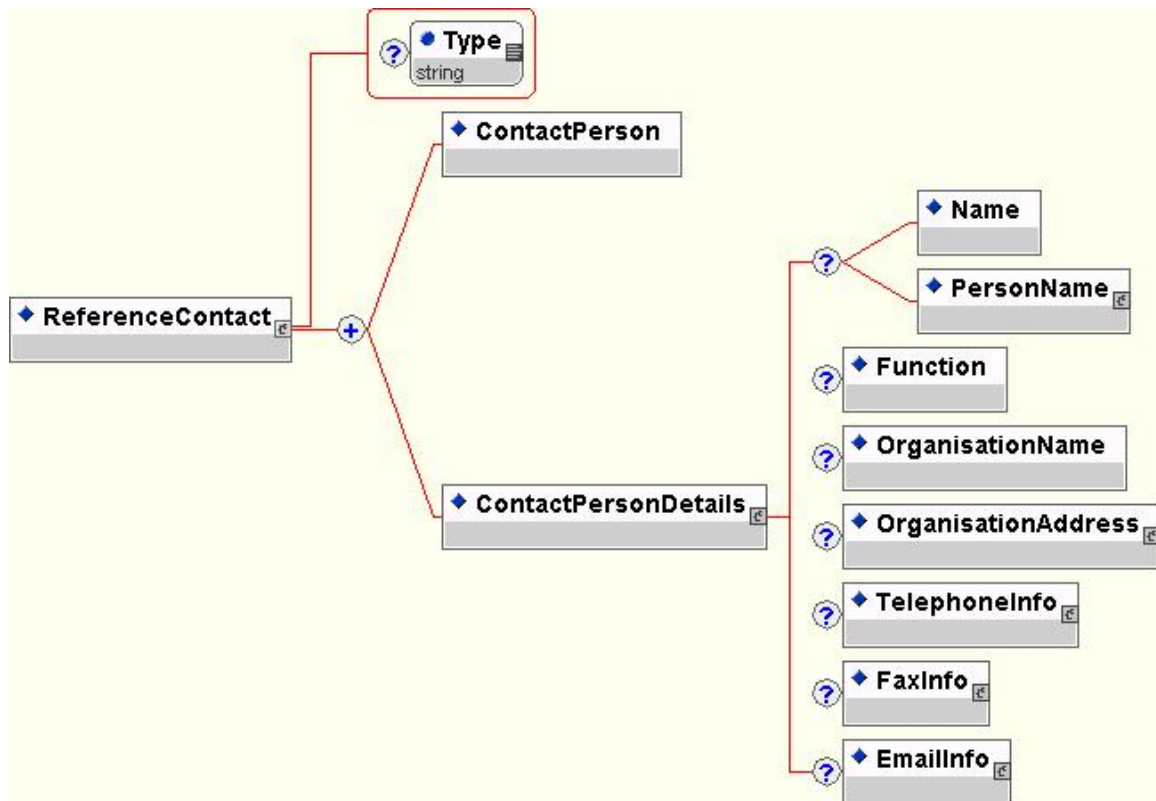 ? Type
string
ContactPerson
Name
?
PersonName
ReferenceContact
+
? Function
? OrganisationName
ContactPersonDetails
? OrganisationAddress
? TelephoneInfo
? FaxInfo
? EmailInfo